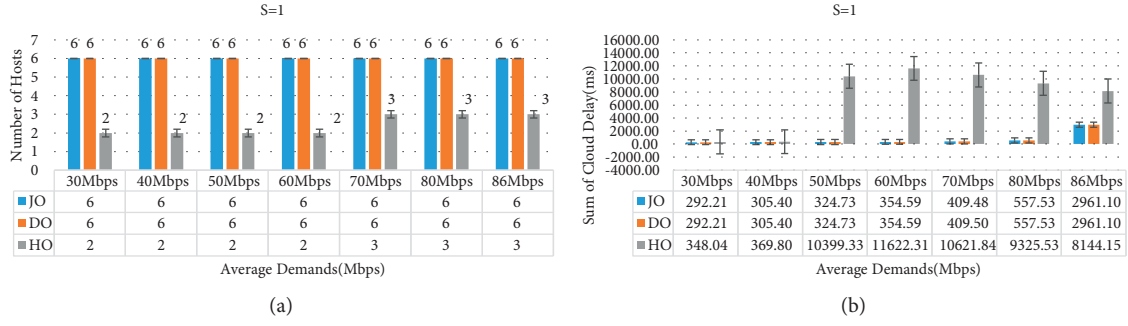 S=1
Number of Hosts
7
6
5
4
3
2
1
0
6 6 6 6 6 6 6 6 6 6 6 6 6 6
2 2 2 2 3 3 3
30Mbps 40Mbps 50Mbps 60Mbps 70Mbps 80Mbps 86Mbps
JO 6 6 6 6 6 6 6
DO 6 6 6 6 6 6 6
HO 2 2 2 2 3 3 3
Average Demands(Mbps)
(a)
S=1
Sum of Cloud Delay(ms)
16000.00
14000.00
12000.00
10000.00
8000.00
6000.00
4000.00
2000.00
0.00
-2000.00
-4000.00
30Mbps 40Mbps 50Mbps 60Mbps 70Mbps 80Mbps 86Mbps
JO 292.21 305.40 324.73 354.59 409.48 557.53 2961.10
DO 292.21 305.40 324.73 354.59 409.50 557.53 2961.10
HO 348.04 369.80 10399.33 11622.31 10621.84 9325.53 8144.15
Average Demands(Mbps)
(b)